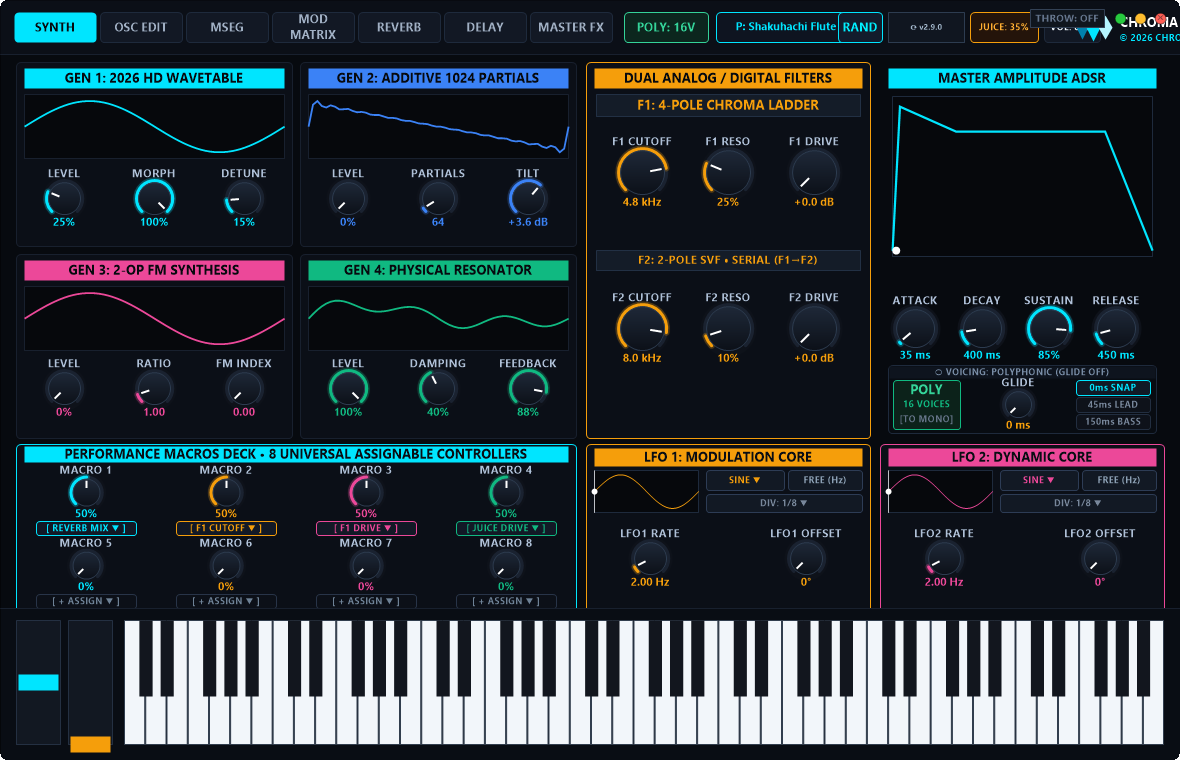 SYNTH
OSC EDIT
MSEG
MOD
MATRIX
REVERB
DELAY
MASTER FX
POLY: 16V
P: Shakuhachi Flute
RAND
v2.9.0
JUICE: 35%
THROW: OFF
CHROMA
© 2026 CHRO
GEN 1: 2026 HD WAVETABLE
LEVEL
MORPH
DETUNE
25%
100%
15%
GEN 2: ADDITIVE 1024 PARTIALS
LEVEL
PARTIALS
TILT
0%
64
+3.6 dB
DUAL ANALOG / DIGITAL FILTERS
F1: 4-POLE CHROMA LADDER
F1 CUTOFF
F1 RESO
F1 DRIVE
4.8 kHz
25%
+0.0 dB
F2: 2-POLE SVF • SERIAL (F1→F2)
F2 CUTOFF
F2 RESO
F2 DRIVE
8.0 kHz
10%
+0.0 dB
MASTER AMPLITUDE ADSR
ATTACK
DECAY
SUSTAIN
RELEASE
35 ms
400 ms
85%
450 ms
○ VOICING: POLYPHONIC (GLIDE OFF)
POLY
16 VOICES
[TO MONO]
GLIDE
0 ms
0ms SNAP
45ms LEAD
150ms BASS
GEN 3: 2-OP FM SYNTHESIS
LEVEL
RATIO
FM INDEX
0%
1.00
0.00
GEN 4: PHYSICAL RESONATOR
LEVEL
DAMPING
FEEDBACK
100%
40%
88%
PERFORMANCE MACROS DECK • 8 UNIVERSAL ASSIGNABLE CONTROLLERS
MACRO 1
MACRO 2
MACRO 3
MACRO 4
50%
50%
50%
50%
[ REVERB MIX ▼ ]
[ F1 CUTOFF ▼ ]
[ F1 DRIVE ▼ ]
[ JUICE DRIVE ▼ ]
MACRO 5
MACRO 6
MACRO 7
MACRO 8
0%
0%
0%
0%
[ + ASSIGN ▼ ]
[ + ASSIGN ▼ ]
[ + ASSIGN ▼ ]
[ + ASSIGN ▼ ]
LFO 1: MODULATION CORE
SINE ▼
FREE (Hz)
DIV: 1/8 ▼
LFO1 RATE
LFO1 OFFSET
2.00 Hz
0°
LFO 2: DYNAMIC CORE
SINE ▼
FREE (Hz)
DIV: 1/8 ▼
LFO2 RATE
LFO2 OFFSET
2.00 Hz
0°